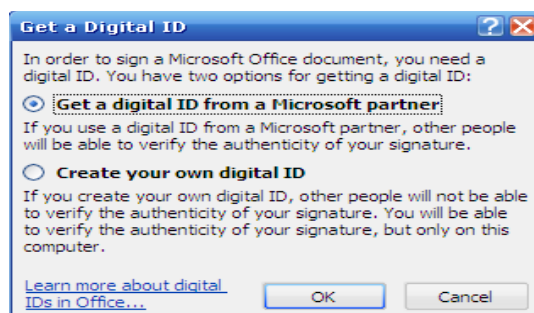 Get a Digital ID
In order to sign a Microsoft Office document, you need a
digital ID. You have two options for getting a digital ID:
Get a digital ID from a Microsoft partner
If you use a digital ID from a Microsoft partner, other people
will be able to verify the authenticity of your signature.
Create your own digital ID
If you create your own digital ID, other people will not be able
to verify the authenticity of your signature. You will be able
to verify the authenticity of your signature, but only on this
computer.
Learn more about digital
IDs in Office...
OK
Cancel